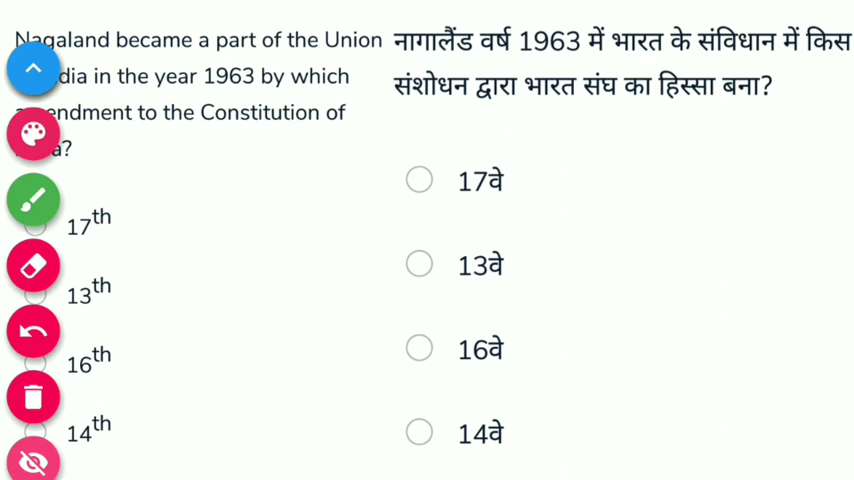 Nagaland became a part of the Union
dia in the year 1963 by which
endment to the Constitution of
a?
17th
13th
16th
14th
नागालैंड वर्ष 1963 में भारत के संविधान में किस
संशोधन द्वारा भारत संघ का हिस्सा बना?
17वे
13वे
16वे
14वे